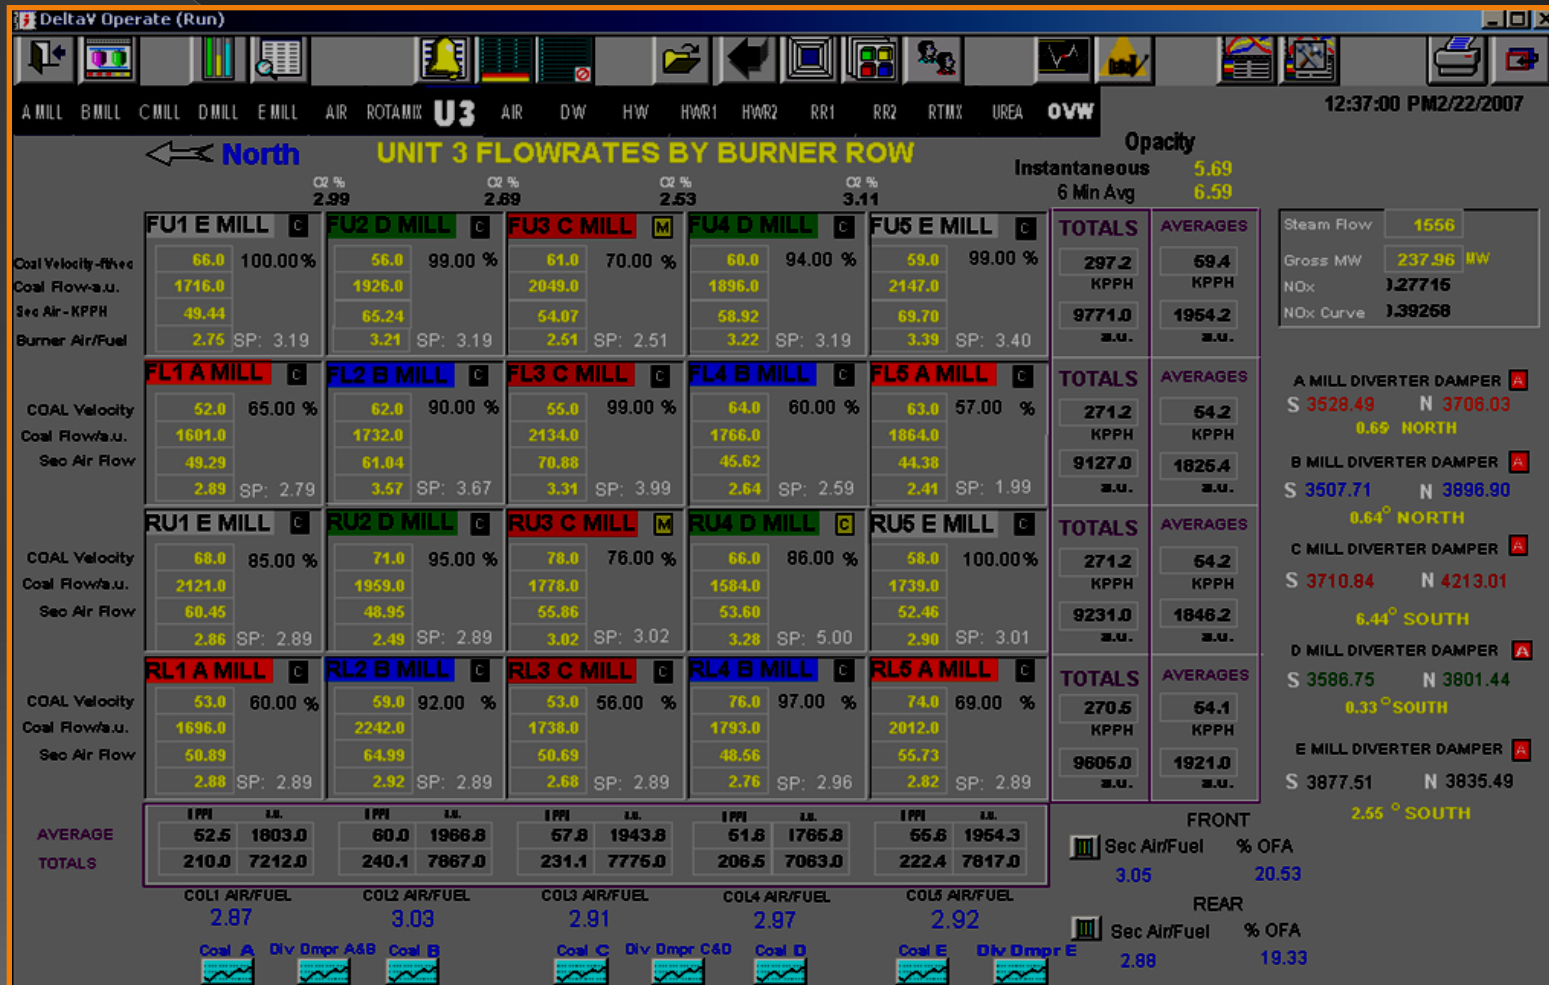 DeltaV Operate (Run)
A MILL B MILL C MILL D MILL E MILL AIR ROTAMIX U3 AIR DW HW HWR1 HWR2 RR1 RR2 RTMX UREA OVW
12:37:00 PM2/22/2007
North UNIT 3 FLOWRATES BY BURNER ROW
Opacity
Instantaneous 5.69
6 Min Avg 6.59
O2 % O2 % O2 % O2 %
2.99 2.69 2.53 3.11
FU1 E MILL C FU2 D MILL C FU3 C MILL M FU4 D MILL C FU5 E MILL C TOTALS AVERAGES
Coal Velocity-ft/sec 66.0 100.00% 56.0 99.00 % 61.0 70.00 % 60.0 94.00 % 59.0 99.00 % 297.2 59.4
KPPH KPPH
Coal Flow-a.u. 1716.0 1926.0 2049.0 1896.0 2147.0
Sec Air-KPPH 49.44 65.24 54.07 58.92 69.70 9771.0 1954.2
Burner Air/Fuel 2.75 SP: 3.19 3.21 SP: 3.19 2.51 SP: 2.51 3.22 SP: 3.19 3.39 SP: 3.40 a.u. a.u.
Steam Flow 1556
Gross MW 237.96 MW
NOx .27715
NOx Curve .39258
FL1 A MILL C FL2 B MILL C FL3 C MILL C FL4 B MILL C FL5 A MILL C TOTALS AVERAGES
COAL Velocity 52.0 65.00 % 62.0 90.00 % 55.0 99.00 % 64.0 60.00 % 63.0 57.00 % 271.2 54.2
Coal Flow/a.u. 1601.0 1732.0 2134.0 1766.0 1864.0 KPPH KPPH
Sec Air Flow 49.29 61.04 70.88 45.62 44.38 9127.0 1825.4
2.89 SP: 2.79 3.57 SP: 3.67 3.31 SP: 3.99 2.64 SP: 2.59 2.41 SP: 1.99 a.u. a.u.
RU1 E MILL C RU2 D MILL C RU3 C MILL M RU4 D MILL C RU5 E MILL C TOTALS AVERAGES
COAL Velocity 68.0 85.00 % 71.0 95.00 % 78.0 76.00 % 66.0 86.00 % 58.0 100.00% 271.2 54.2
Coal Flow/a.u. 2121.0 1959.0 1778.0 1584.0 1739.0 KPPH KPPH
Sec Air Flow 60.45 48.95 55.86 53.60 52.46 9231.0 1846.2
2.86 SP: 2.89 2.49 SP: 2.89 3.02 SP: 3.02 3.28 SP: 5.00 2.90 SP: 3.01 a.u. a.u.
RL1 A MILL C RL2 B MILL C RL3 C MILL C RL4 B MILL C RL5 A MILL C TOTALS AVERAGES
COAL Velocity 53.0 60.00 % 59.0 92.00 % 53.0 56.00 % 76.0 97.00 % 74.0 69.00 % 270.5 54.1
Coal Flow/a.u. 1696.0 2242.0 1738.0 1793.0 2012.0 KPPH KPPH
Sec Air Flow 50.89 64.99 50.69 48.56 55.73 9605.0 1921.0
2.88 SP: 2.89 2.92 SP: 2.89 2.68 SP: 2.89 2.76 SP: 2.96 2.82 SP: 2.89 a.u. a.u.
A MILL DIVERTER DAMPER A
S 3528.49 N 3706.03
0.69 NORTH
B MILL DIVERTER DAMPER A
S 3507.71 N 3896.90
0.64° NORTH
C MILL DIVERTER DAMPER A
S 3710.84 N 4213.01
6.44° SOUTH
D MILL DIVERTER DAMPER A
S 3586.75 N 3801.44
0.33° SOUTH
E MILL DIVERTER DAMPER A
S 3877.51 N 3835.49
2.55 ° SOUTH
a.u. a.u. a.u. a.u. a.u.
AVERAGE 52.5 1803.0 60.0 1966.8 57.8 1943.8 51.6 1765.8 55.6 1954.3
TOTALS 210.0 7212.0 240.1 7867.0 231.1 7775.0 206.5 7063.0 222.4 7817.0
COL1 AIR/FUEL COL2 AIR/FUEL COL3 AIR/FUEL COL4 AIR/FUEL COL5 AIR/FUEL
2.87 3.03 2.91 2.97 2.92
Coal A Div Dmpr A&B Coal B Coal C Div Dmpr C&D Coal D Coal E Div Dmpr E
FRONT
Sec Air/Fuel % OFA
3.05 20.53
REAR
Sec Air/Fuel % OFA
2.88 19.33